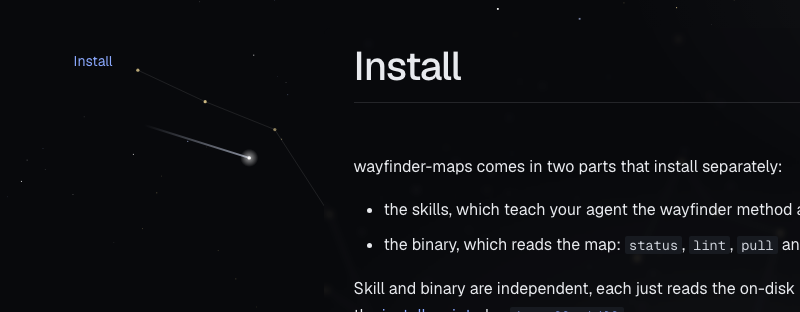 Install
Install
wayfinder-maps comes in two parts that install separately:
the skills, which teach your agent the wayfinder method
the binary, which reads the map: status, lint, pull an
Skill and binary are independent, each just reads the on-disk